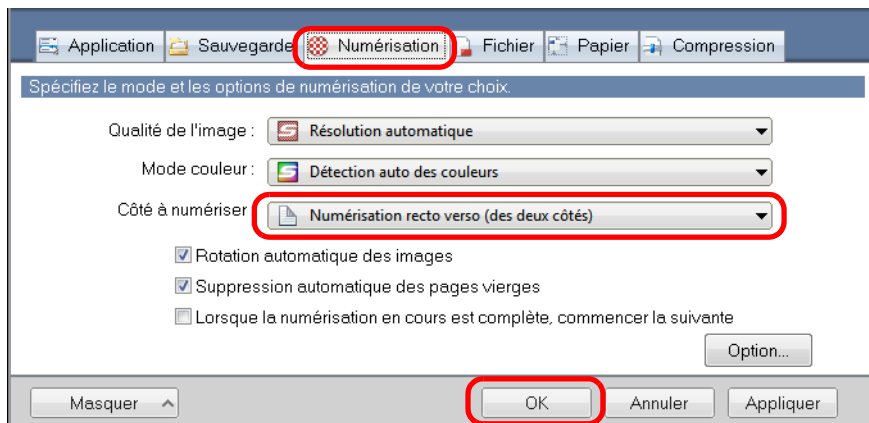 Application Sauvegarde Numérisation Fichier Papier Compression
Spécifiez le mode et les options de numérisation de votre choix.
Qualité de l'image : Résolution automatique
Mode couleur : Détection auto des couleurs
Côté à numériser Numérisation recto verso (des deux côtés)
Rotation automatique des images
Suppression automatique des pages vierges
Lorsque la numérisation en cours est complète, commencer la suivante
Option...
Masquer OK Annuler Appliquer